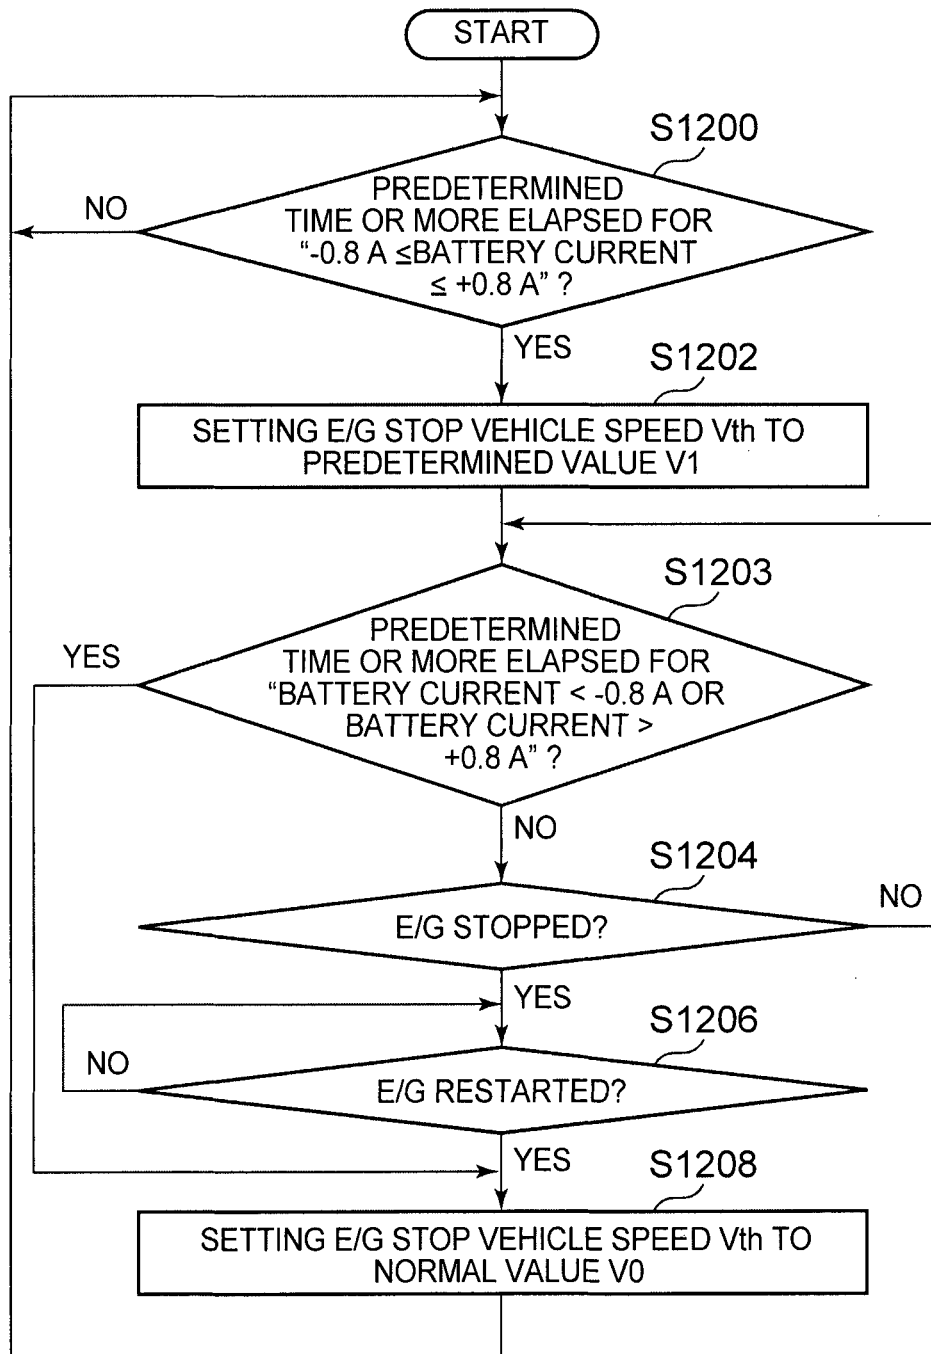 START
S1200
PREDETERMINED
TIME OR MORE ELAPSED FOR
“-0.8 A ≤BATTERY CURRENT
≤ +0.8 A” ?
NO
YES
S1202
SETTING E/G STOP VEHICLE SPEED Vth TO
PREDETERMINED VALUE V1
S1203
PREDETERMINED
TIME OR MORE ELAPSED FOR
“BATTERY CURRENT < -0.8 A OR
BATTERY CURRENT >
+0.8 A” ?
YES
NO
S1204
E/G STOPPED?
NO
YES
S1206
E/G RESTARTED?
NO
YES
S1208
SETTING E/G STOP VEHICLE SPEED Vth TO
NORMAL VALUE V0